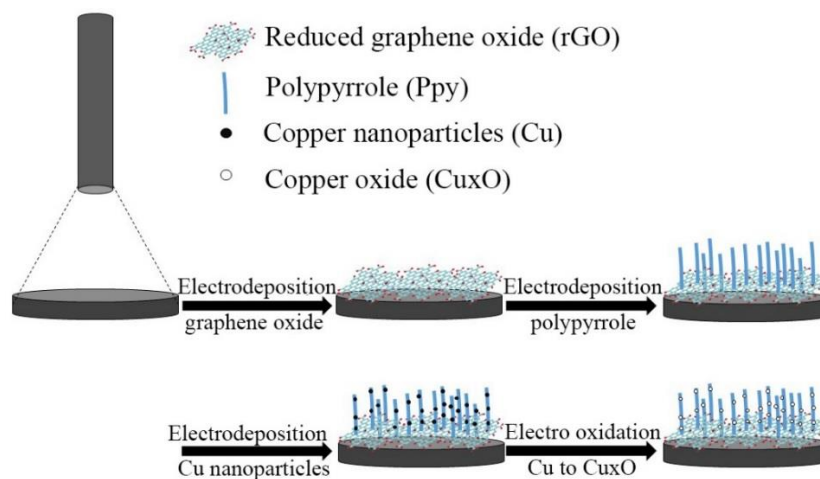 Reduced graphene oxide (rGO)
Polypyrrole (Ppy)
Copper nanoparticles (Cu)
Copper oxide (CuxO)
Electrodeposition
graphene oxide
Electrodeposition
polypyrrole
Electrodeposition
Cu nanoparticles
Electro oxidation
Cu to CuxO